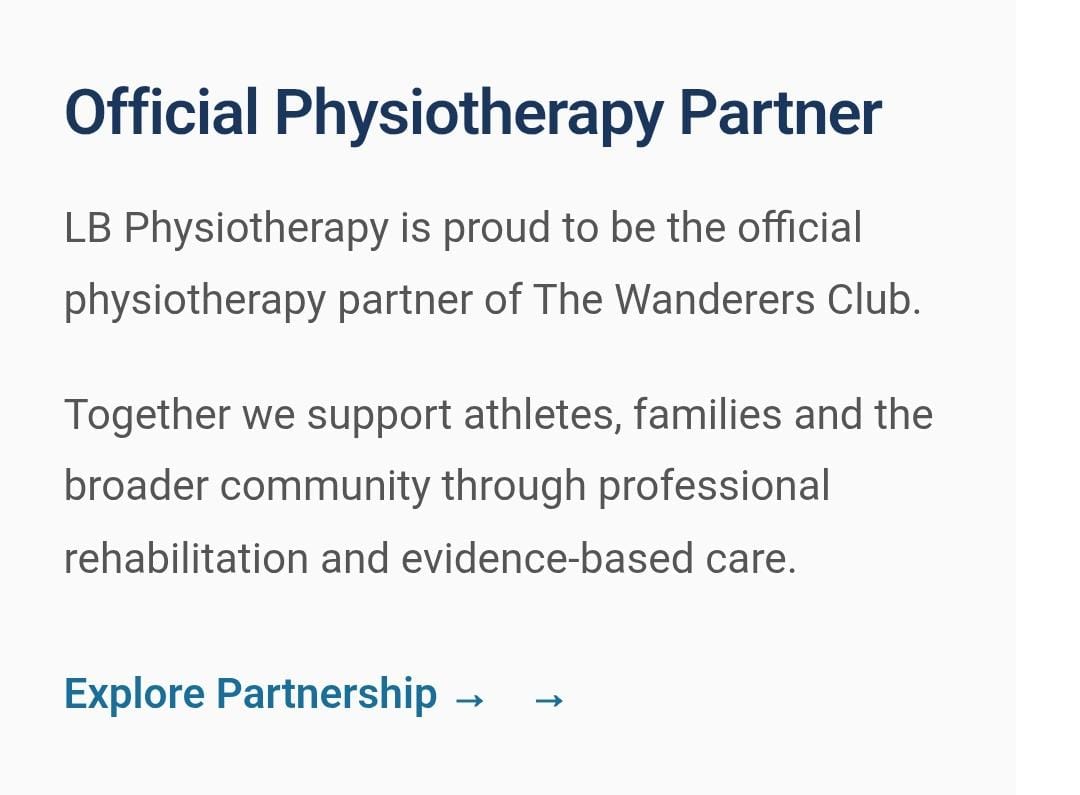 Official Physiotherapy Partner
LB Physiotherapy is proud to be the official
physiotherapy partner of The Wanderers Club.
Together we support athletes, families and the
broader community through professional
rehabilitation and evidence-based care.
Explore Partnership → →